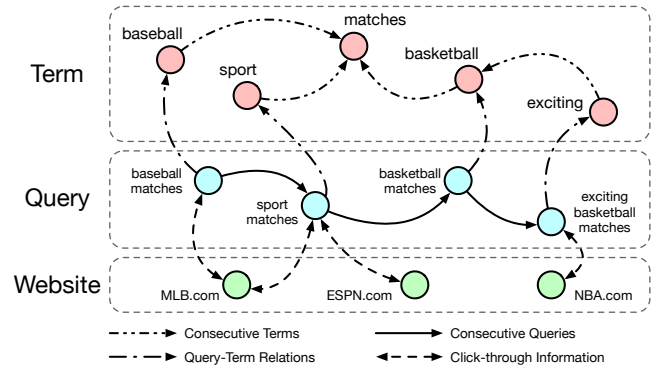 matches
baseball
basketball
sport
Term
exciting
baseball
matches
basketball
matches
Query
sport
matches
exciting
basketball
matches
Website
MLB.com
ESPN.com
NBA.com
Consecutive Terms
Consecutive Queries
Query-Term Relations
Click-through Information